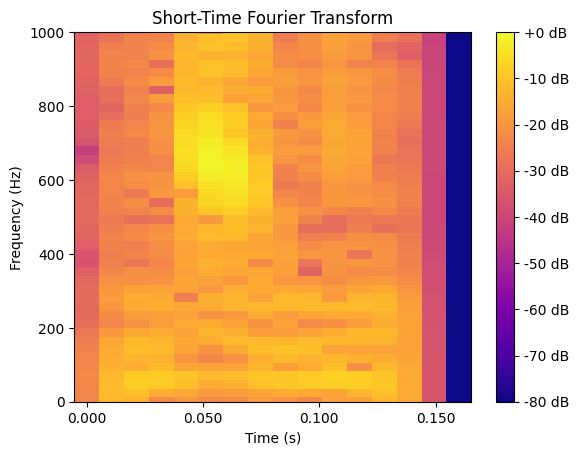 Short-Time Fourier Transform
1000
800
600
400
200
0
Frequency (Hz)
0.000
0.050
0.100
0.150
Time (s)
+0 dB
-10 dB
-20 dB
-30 dB
-40 dB
-50 dB
-60 dB
-70 dB
-80 dB